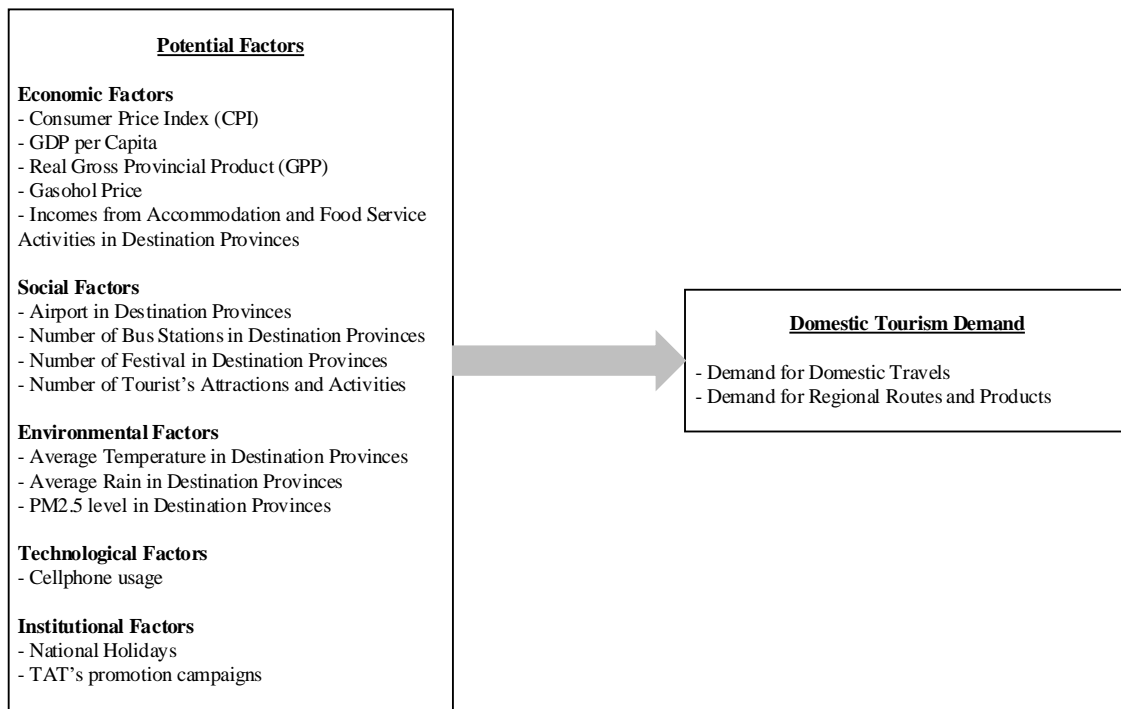 Potential Factors
Economic Factors
- Consumer Price Index (CPI)
- GDP per Capita
- Real Gross Provincial Product (GPP)
- Gasohol Price
- Incomes from Accommodation and Food Service
Activities in Destination Provinces
Social Factors
- Airport in Destination Provinces
- Number of Bus Stations in Destination Provinces
- Number of Festival in Destination Provinces
- Number of Tourist's Attractions and Activities
Environmental Factors
- Average Temperature in Destination Provinces
- Average Rain in Destination Provinces
- PM2.5 level in Destination Provinces
Technological Factors
- Cellphone usage
Institutional Factors
- National Holidays
- TAT's promotion campaigns
Domestic Tourism Demand
- Demand for Domestic Travels
- Demand for Regional Routes and Products